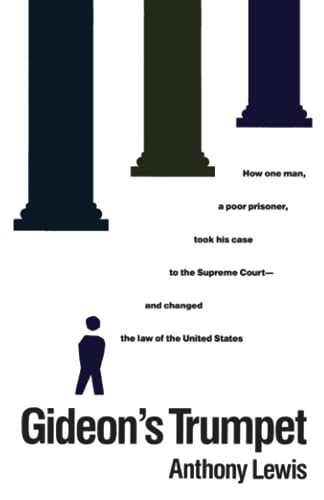 How one man,
a poor prisoner,
took his case
to the Supreme Court—
and changed
the law of the United States
Gideon's Trumpet
Anthony Lewis